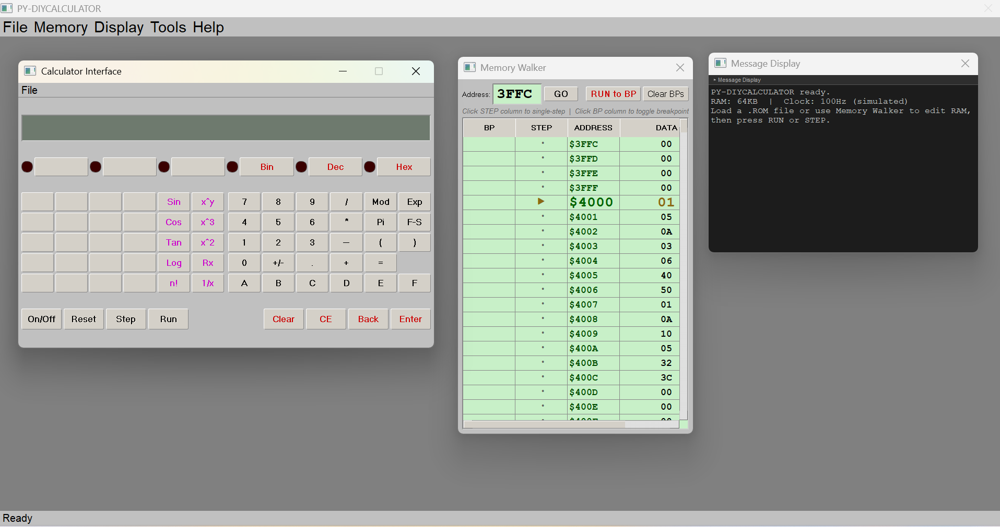 PY-DIYCALCULATOR
File Memory Display Tools Help
Calculator Interface
File
Bin Dec Hex
Sin x^y 7 8 9 / Mod Exp
Cos x^3 4 5 6 * Pi F-S
Tan x^2 1 2 3 — ( )
Log Rx 0 +/- . + =
n! 1/x A B C D E F
On/Off Reset Step Run Clear CE Back Enter
Memory Walker
Address: 3FFC GO RUN to BP Clear BPs
Click STEP column to single-step | Click BP column to toggle breakpoint
BP STEP ADDRESS DATA
$3FFC 00
$3FFD 00
$3FFE 00
$3FFF 00
$4000 01
$4001 05
$4002 0A
$4003 03
$4004 06
$4005 40
$4006 50
$4007 01
$4008 0A
$4009 10
$400A 05
$400B 32
$400C 3C
$400D 00
$400E 00
Message Display
Message Display
PY-DIYCALCULATOR ready.
RAM: 64KB | Clock: 100Hz (simulated)
Load a .ROM file or use Memory Walker to edit RAM,
then press RUN or STEP.
Ready